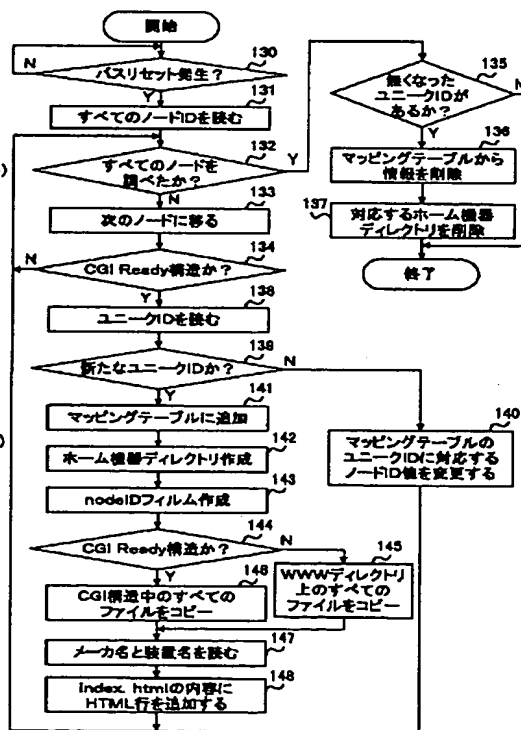 開始
130
バスリセット発生?
N
Y
131
すべてのノードIDを読む
132
すべてのノードを
調べたか?
Y
N
133
次のノードに移る
134
CGI Ready構造か?
N
Y
138
ユニークIDを読む
139
新たなユニークIDか?
N
Y
141
マッピングテーブルに追加
142
ホーム機器ディレクトリ作成
143
nodeIDフィルム作成
144
CGI Ready構造か?
N
Y
146
CGI構造中のすべての
ファイルをコピー
145
WWWディレクトリ
上のすべての
ファイルをコピー
147
メーカ名と装置名を読む
148
index. htmlの内容に
HTML行を追加する
135
無くなった
ユニークIDが
あるか?
N
Y
136
マッピングテーブルから
情報を削除
137
対応するホーム機器
ディレクトリを削除
終了
140
マッピングテーブルの
ユニークIDに対応する
ノードID値を変更する